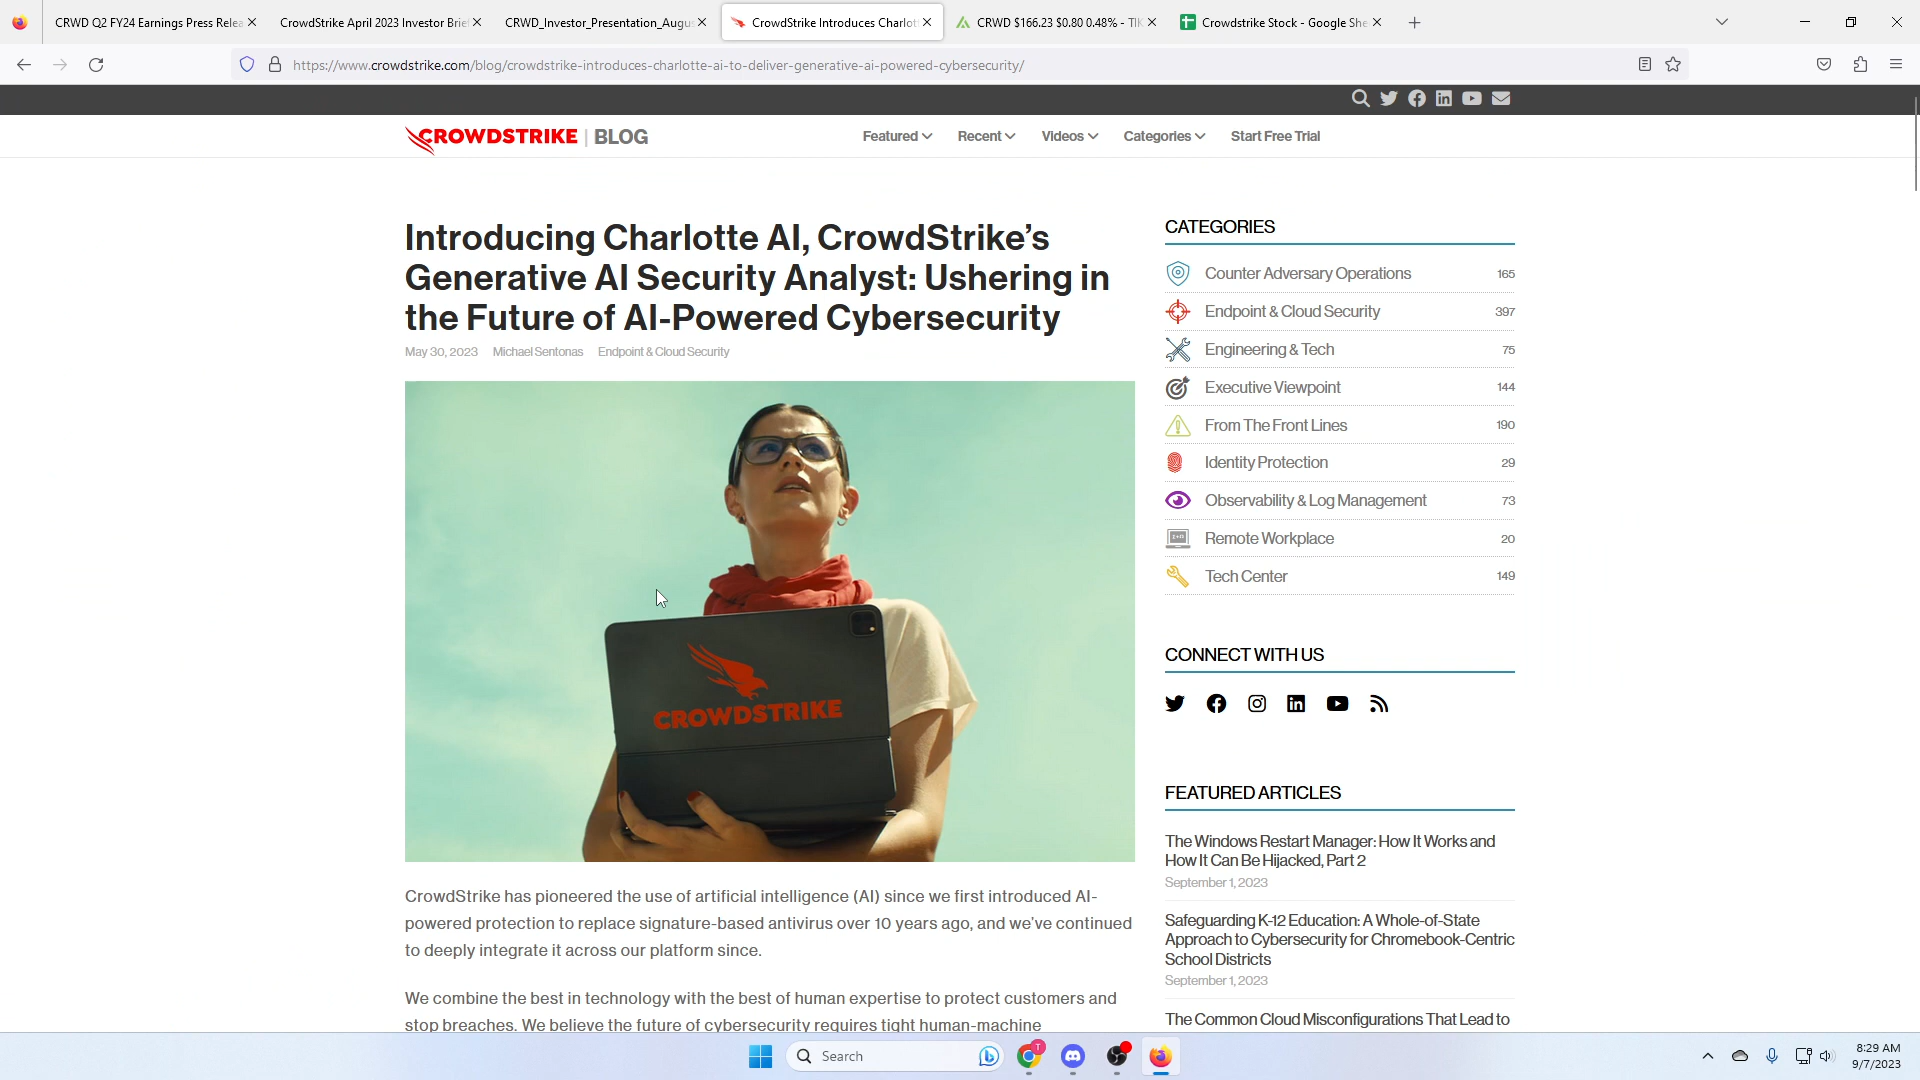 CRWD Q2 FY24 Earnings Press Relea
CrowdStrike April 2023 Investor Brief
CRWD_Investor_Presentation_Augus
CrowdStrike Introduces Charlot
CRWD $166.23 $0.80 0.48% - TIK
Crowdstrike Stock - Google She
https://www.crowdstrike.com/blog/crowdstrike-introduces-charlotte-ai-to-deliver-generative-ai-powered-cybersecurity/
CROWDSTRIKE | BLOG
Featured
Recent
Videos
Categories
Start Free Trial
Introducing Charlotte AI, CrowdStrike’s
Generative AI Security Analyst: Ushering in
the Future of AI-Powered Cybersecurity
May 30, 2023 Michael Sentonas Endpoint & Cloud Security
CROWDSTRIKE
CrowdStrike has pioneered the use of artificial intelligence (AI) since we first introduced AI-
powered protection to replace signature-based antivirus over 10 years ago, and we’ve continued
to deeply integrate it across our platform since.
We combine the best in technology with the best of human expertise to protect customers and
stop breaches. We believe the future of cybersecurity requires tight human-machine
CATEGORIES
Counter Adversary Operations 165
Endpoint & Cloud Security 397
Engineering & Tech 75
Executive Viewpoint 144
From The Front Lines 190
Identity Protection 29
Observability & Log Management 73
Remote Workplace 20
Tech Center 149
CONNECT WITH US
FEATURED ARTICLES
The Windows Restart Manager: How It Works and
How It Can Be Hijacked, Part 2
September 1, 2023
Safeguarding K-12 Education: A Whole-of-State
Approach to Cybersecurity for Chromebook-Centric
School Districts
September 1, 2023
The Common Cloud Misconfigurations That Lead to
Search
T
8:29 AM
9/7/2023